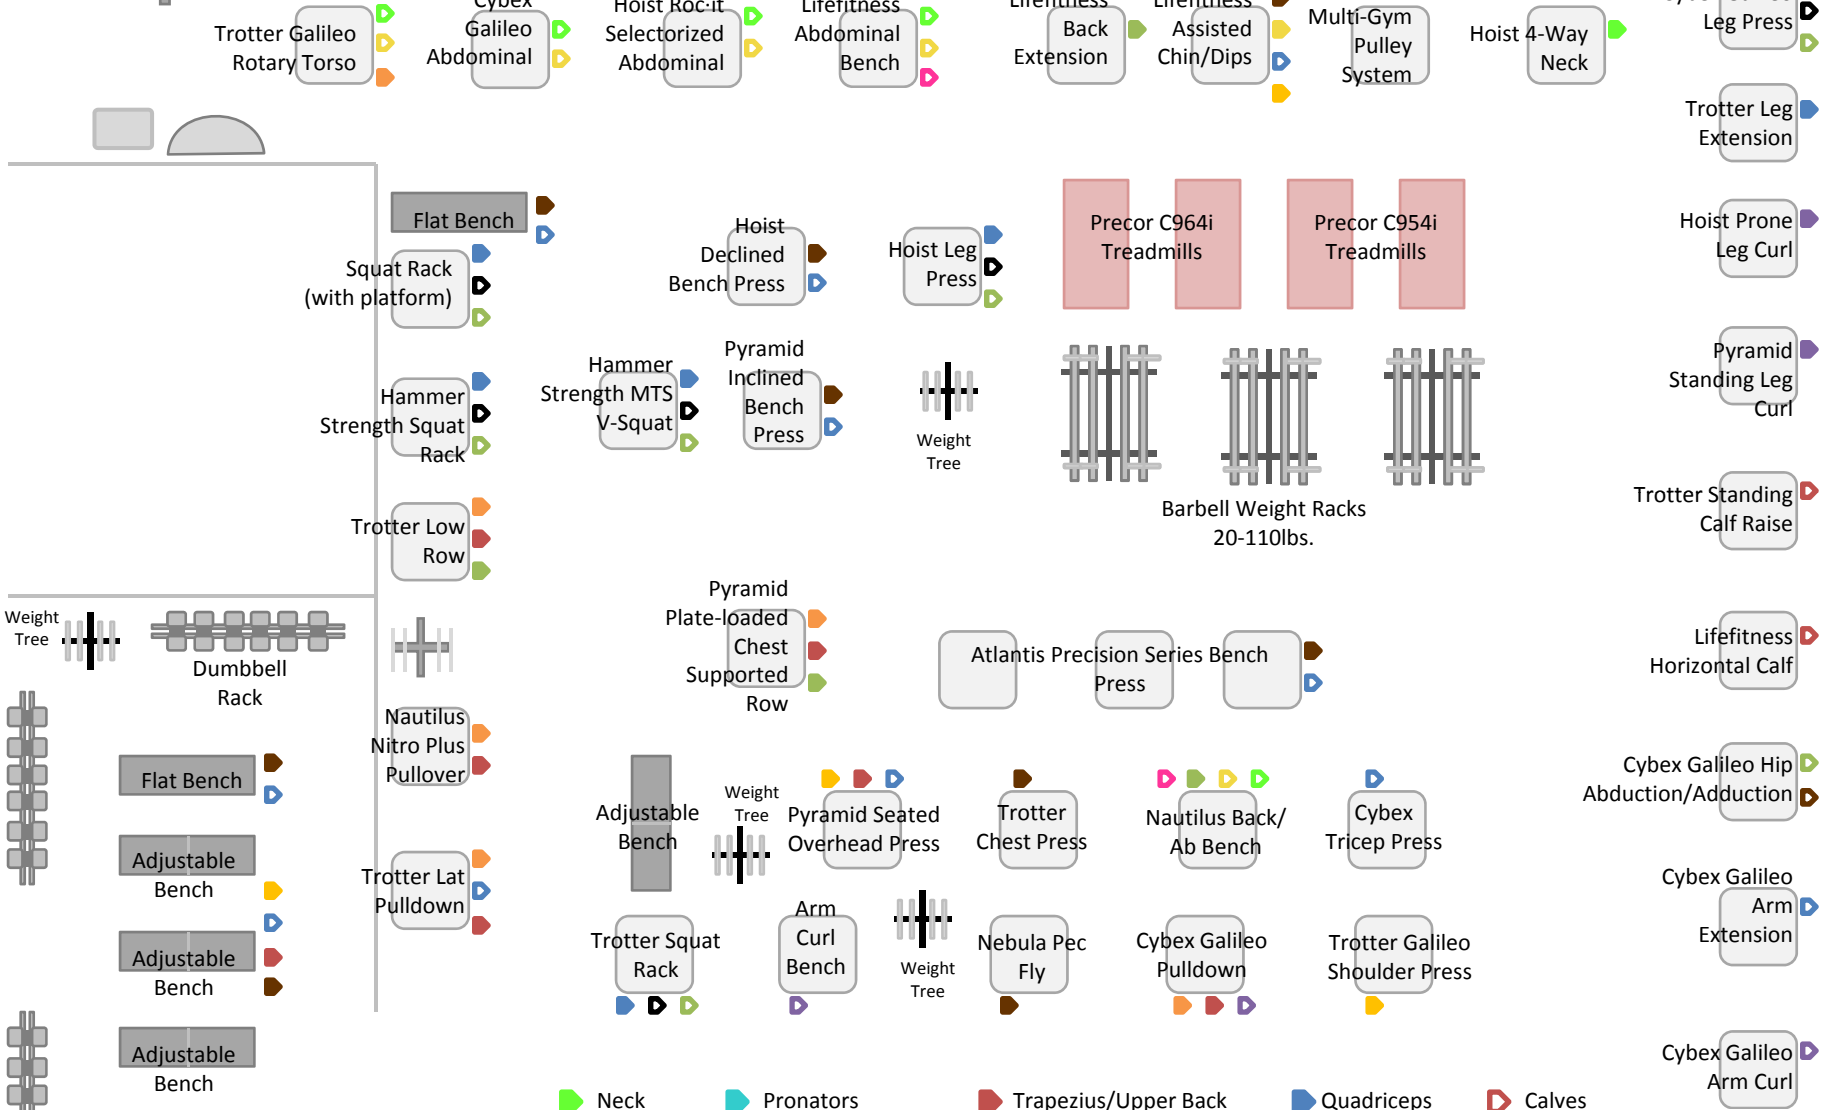 Trotter Galileo
Rotary Torso
Cybex
Galileo
Abdominal
Hoist Roc-it
Selectorized
Abdominal
Lifefitness
Abdominal
Bench
Lifefitness
Back
Extension
Lifefitness
Assisted
Chin/Dips
Multi-Gym
Pulley
System
Hoist 4-Way
Neck
Leg Press
Trotter Leg
Extension
Flat Bench
Squat Rack
(with platform)
Hoist
Declined
Bench Press
Hoist Leg
Press
Precor C964i
Treadmills
Precor C954i
Treadmills
Hoist Prone
Leg Curl
Hammer
Strength Squat
Rack
Hammer
Strength MTS
V-Squat
Pyramid
Inclined
Bench
Press
Weight
Tree
Pyramid
Standing Leg
Curl
Barbell Weight Racks
20-110lbs.
Trotter Standing
Calf Raise
Trotter Low
Row
Weight
Tree
Dumbbell
Rack
Pyramid
Plate-loaded
Chest
Supported
Row
Atlantis Precision Series Bench
Press
Lifefitness
Horizontal Calf
Nautilus
Nitro Plus
Pullover
Flat Bench
Adjustable
Bench
Weight
Tree
Pyramid Seated
Overhead Press
Trotter
Chest Press
Nautilus Back/
Ab Bench
Cybex
Tricep Press
Cybex Galileo Hip
Abduction/Adduction
Adjustable
Bench
Trotter Lat
Pulldown
Cybex Galileo
Arm
Extension
Adjustable
Bench
Trotter Squat
Rack
Arm
Curl
Bench
Weight
Tree
Nebula Pec
Fly
Cybex Galileo
Pulldown
Trotter Galileo
Shoulder Press
Adjustable
Bench
Cybex Galileo
Arm Curl
Neck
Pronators
Trapezius/Upper Back
Quadriceps
Calves